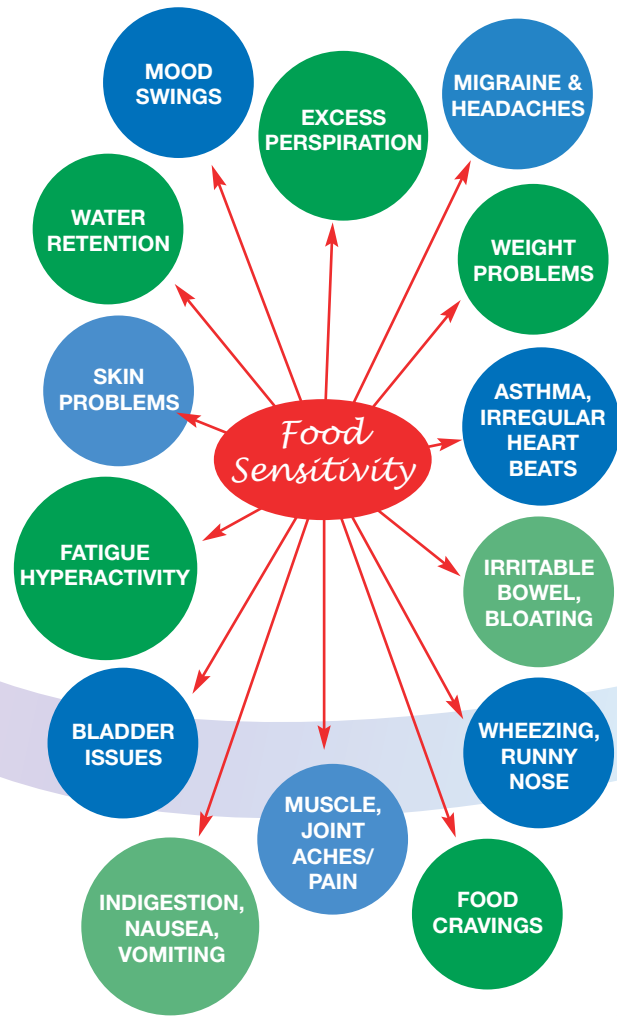 MOOD
SWINGS
EXCESS
PERSPIRATION
MIGRAINE &
HEADACHES
WATER
RETENTION
WEIGHT
PROBLEMS
SKIN
PROBLEMS
ASTHMA,
IRREGULAR
HEART
BEATS
Food
Sensitivity
FATIGUE
HYPERACTIVITY
IRRITABLE
BOWEL,
BLOATING
BLADDER
ISSUES
WHEEZING,
RUNNY
NOSE
MUSCLE,
JOINT
ACHES/
PAIN
INDIGESTION,
NAUSEA,
VOMITING
FOOD
CRAVINGS